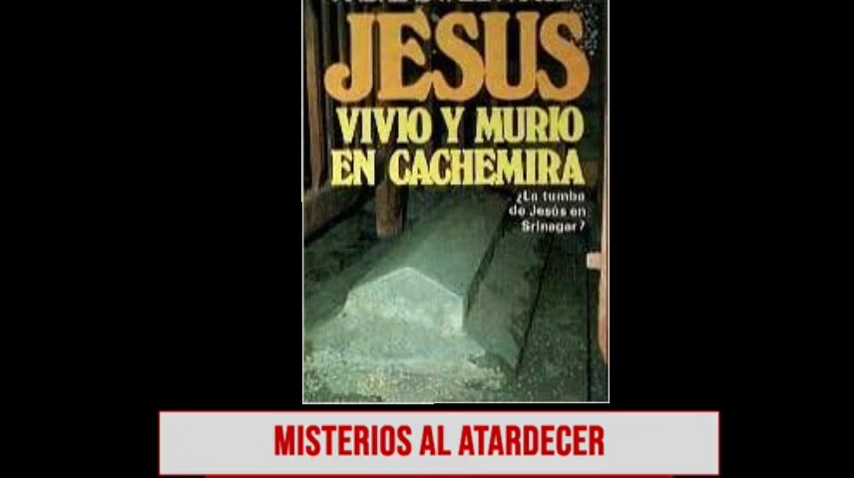 JESUS
VIVIO Y MURIO
EN CACHEMIRA
¿La tumba
de Jesús en
Srinagar?
MISTERIOS AL ATARDECER